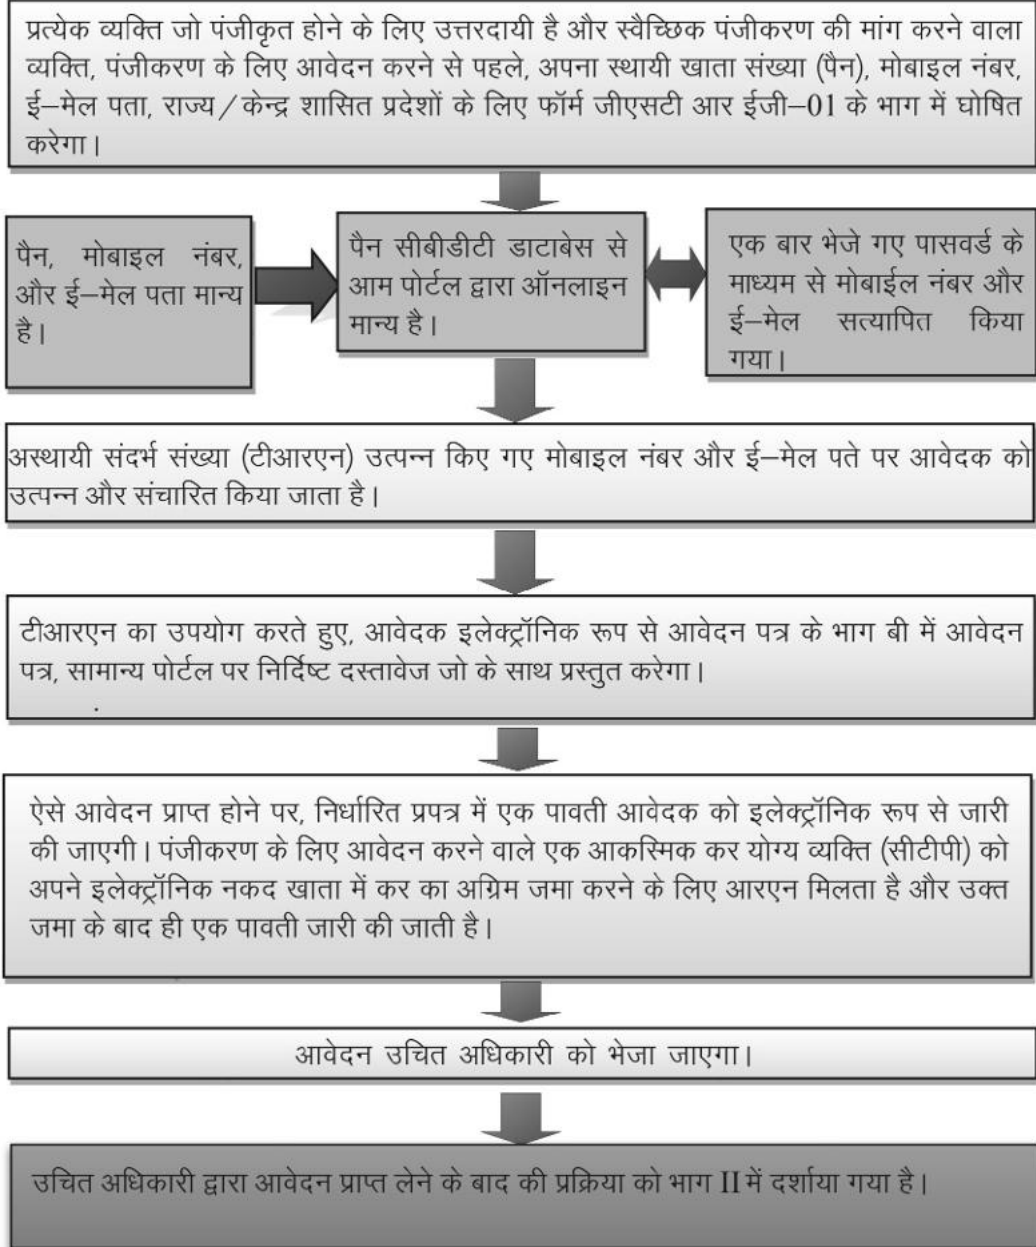 प्रत्येक व्यक्ति जो पंजीकृत होने के लिए उत्तरदायी है और स्वैच्छिक पंजीकरण की मांग करने वाला
व्यक्ति, पंजीकरण के लिए आवेदन करने से पहले, अपना स्थायी खाता संख्या (पैन), मोबाइल नंबर,
ई–मेल पता, राज्य/केन्द्र शासित प्रदेशों के लिए फॉर्म जीएसटी आर ईजी–01 के भाग में घोषित
करेगा।
पैन, मोबाइल नंबर,
और ई–मेल पता मान्य
है।
पैन सीबीडीटी डाटाबेस से
आम पोर्टल द्वारा ऑनलाइन
मान्य है।
एक बार भेजे गए पासवर्ड के
माध्यम से मोबाईल नंबर और
ई–मेल सत्यापित किया
गया।
अस्थायी संदर्भ संख्या (टीआरएन) उत्पन्न किए गए मोबाइल नंबर और ई–मेल पते पर आवेदक को
उत्पन्न और संचारित किया जाता है।
टीआरएन का उपयोग करते हुए, आवेदक इलेक्ट्रॉनिक रूप से आवेदन पत्र के भाग बी में आवेदन
पत्र, सामान्य पोर्टल पर निर्दिष्ट दस्तावेज जो के साथ प्रस्तुत करेगा।
ऐसे आवेदन प्राप्त होने पर, निर्धारित प्रपत्र में एक पावती आवेदक को इलेक्ट्रॉनिक रूप से जारी
की जाएगी। पंजीकरण के लिए आवेदन करने वाले एक आकस्मिक कर योग्य व्यक्ति (सीटीपी) को
अपने इलेक्ट्रॉनिक नकद खाता में कर का अग्रिम जमा करने के लिए आरएन मिलता है और उक्त
जमा के बाद ही एक पावती जारी की जाती है।
आवेदन उचित अधिकारी को भेजा जाएगा।
उचित अधिकारी द्वारा आवेदन प्राप्त लेने के बाद की प्रक्रिया को भाग II में दर्शाया गया है।